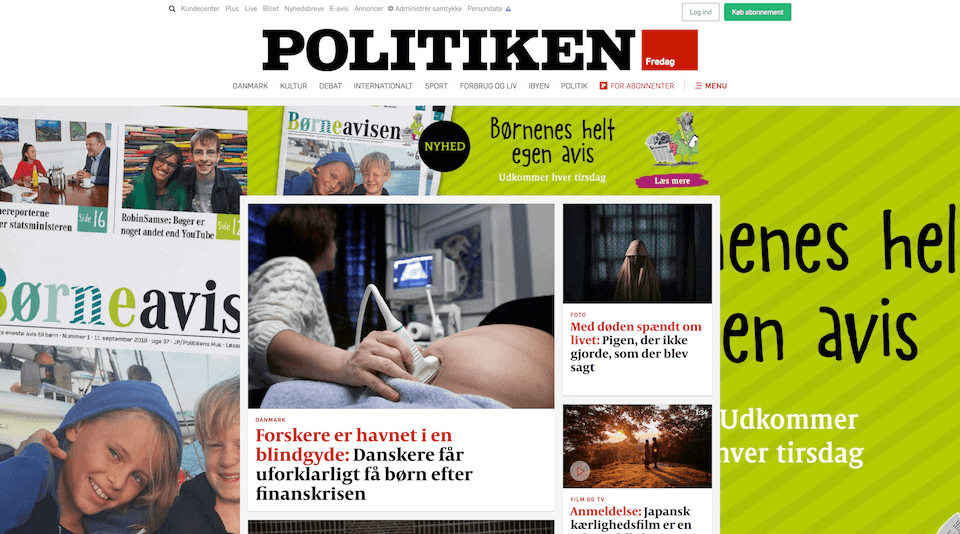 Kundecenter Plus Live Billet Nyhedsbreve E-avis Annoncer Administrér samtykke Persondata
Log ind
Køb abonnement
POLITIKEN
Fredag
DANMARK KULTUR DEBAT INTERNATIONALT SPORT FORBRUG OG LIV IBYEN POLITIK FOR ABONNENTER MENU
Børneavisen
NYHED
Børnenes helt
egen avis
Udkommer hver tirsdag
Læs mere
nereporterne
er statsministeren
Side 16
RobinSamse: Bøger er
noget andet end YouTube
Side
Børneavis
s eneste avis til børn · Nummer 1 · 11. september 2018 · uge 37 · JP/Politikens Hus · Løss
nenes hel
en avis
Udkommer
hver tirsdag
DANMARK
Forskere er havnet i en
blindgyde: Danskere får
uforklarligt få børn efter
finanskrisen
FOTO
Med døden spændt om
livet: Pigen, der ikke
gjorde, som der blev
sagt
1:34
FILM OG TV
Anmeldelse: Japansk
kærlighedsfilm er en